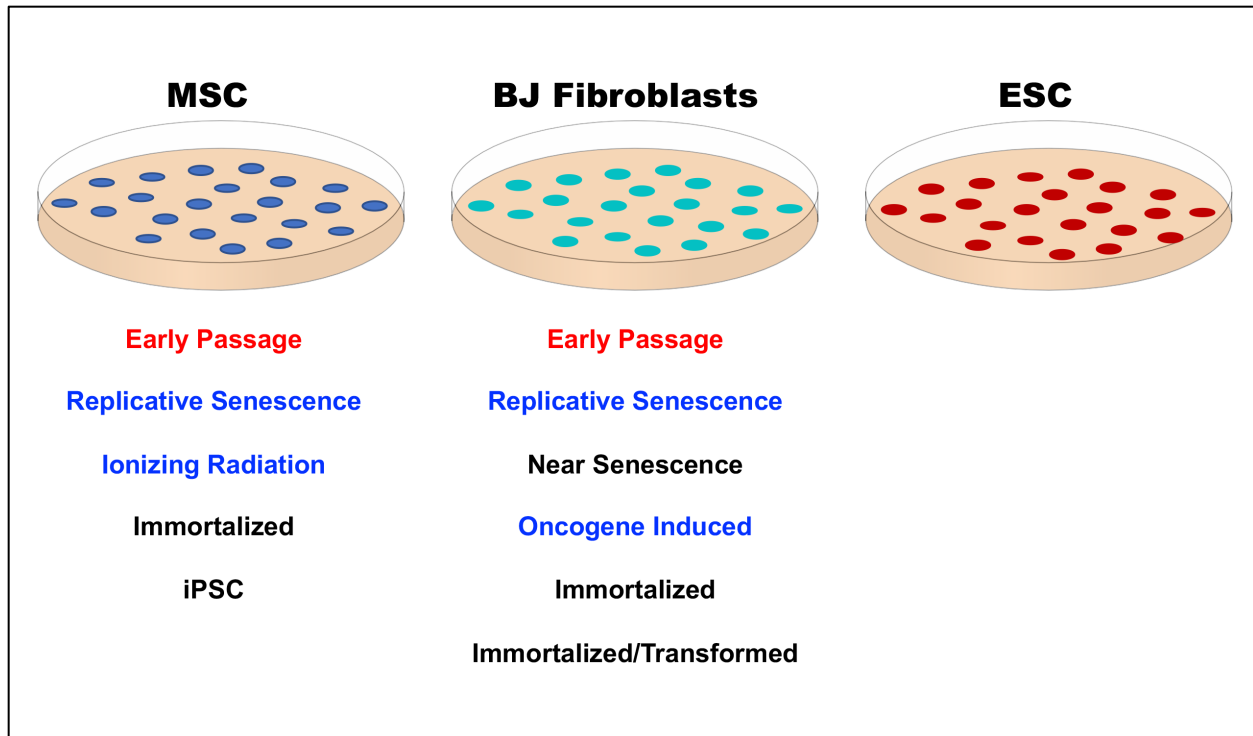 MSC
Early Passage
Replicative Senescence
Ionizing Radiation
Immortalized
iPSC
BJ Fibroblasts
Early Passage
Replicative Senescence
Near Senescence
Oncogene Induced
Immortalized
Immortalized/Transformed
ESC